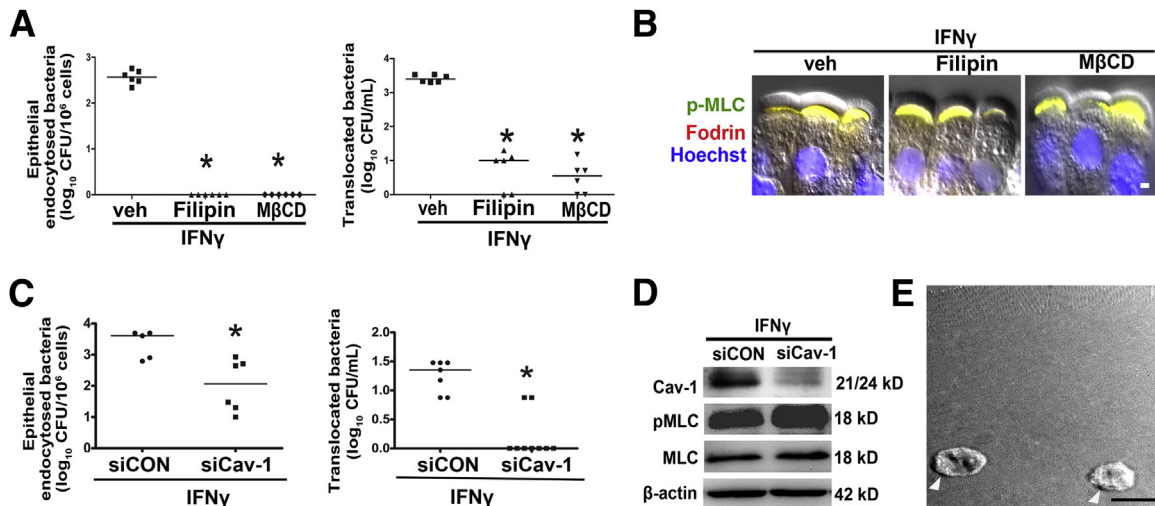 A
Epithelial
endocytosed bacteria
(log10 CFU/10⁶ cells)
3
2
1
0
veh
Filipin
MβCD
*
*
IFNγ
Translocated bacteria
(log10 CFU/mL)
4
3
2
1
0
veh
Filipin
MβCD
*
*
IFNγ
B
IFNγ
veh
Filipin
MβCD
p-MLC
Fodrin
Hoechst
C
Epithelial
endocytosed bacteria
(log10 CFU/10⁶ cells)
4
3
2
1
0
siCON
siCav-1
*
IFNγ
Translocated bacteria
(log10 CFU/mL)
2.0
1.5
1.0
0.5
0.0
siCON
siCav-1
*
IFNγ
D
IFNγ
siCON siCav-1
Cav-1 21/24 kD
pMLC 18 kD
MLC 18 kD
β-actin 42 kD
E